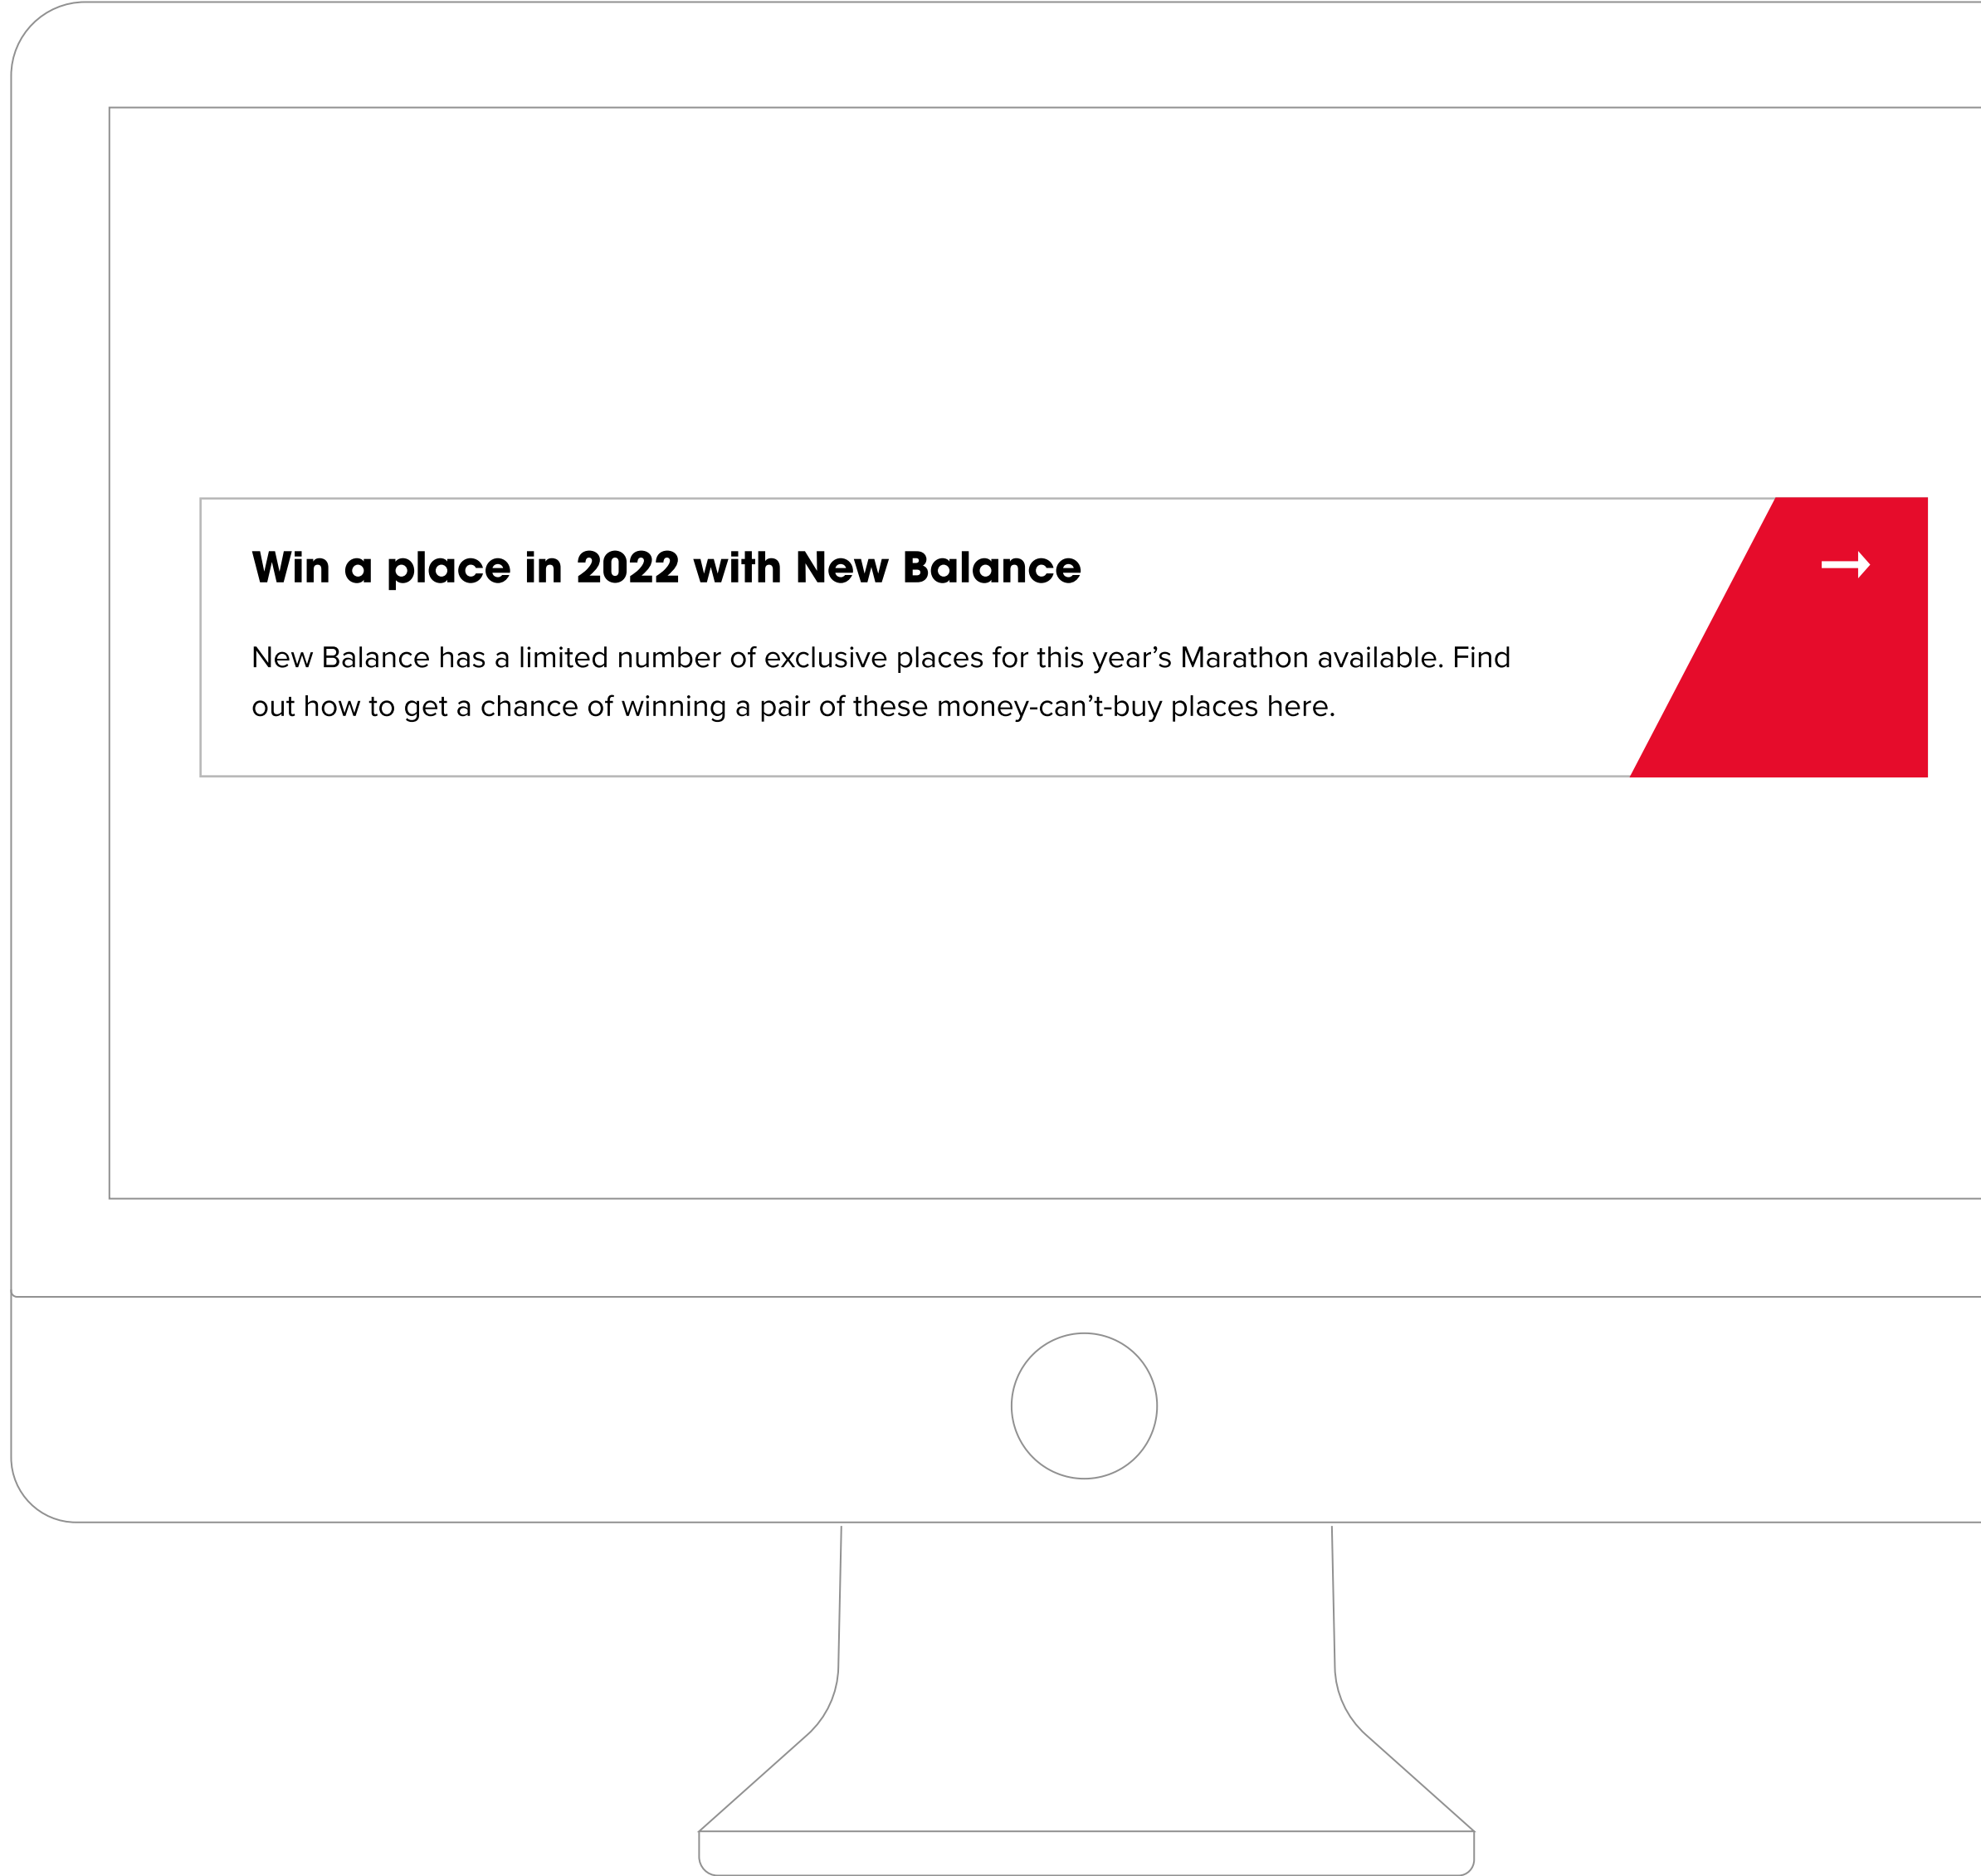 Win a place in 2022 with New Balance
New Balance has a limited number of exclusive places for this year’s Marathon available. Find
out how to get a chance of winning a pair of these money-can’t-buy places here.